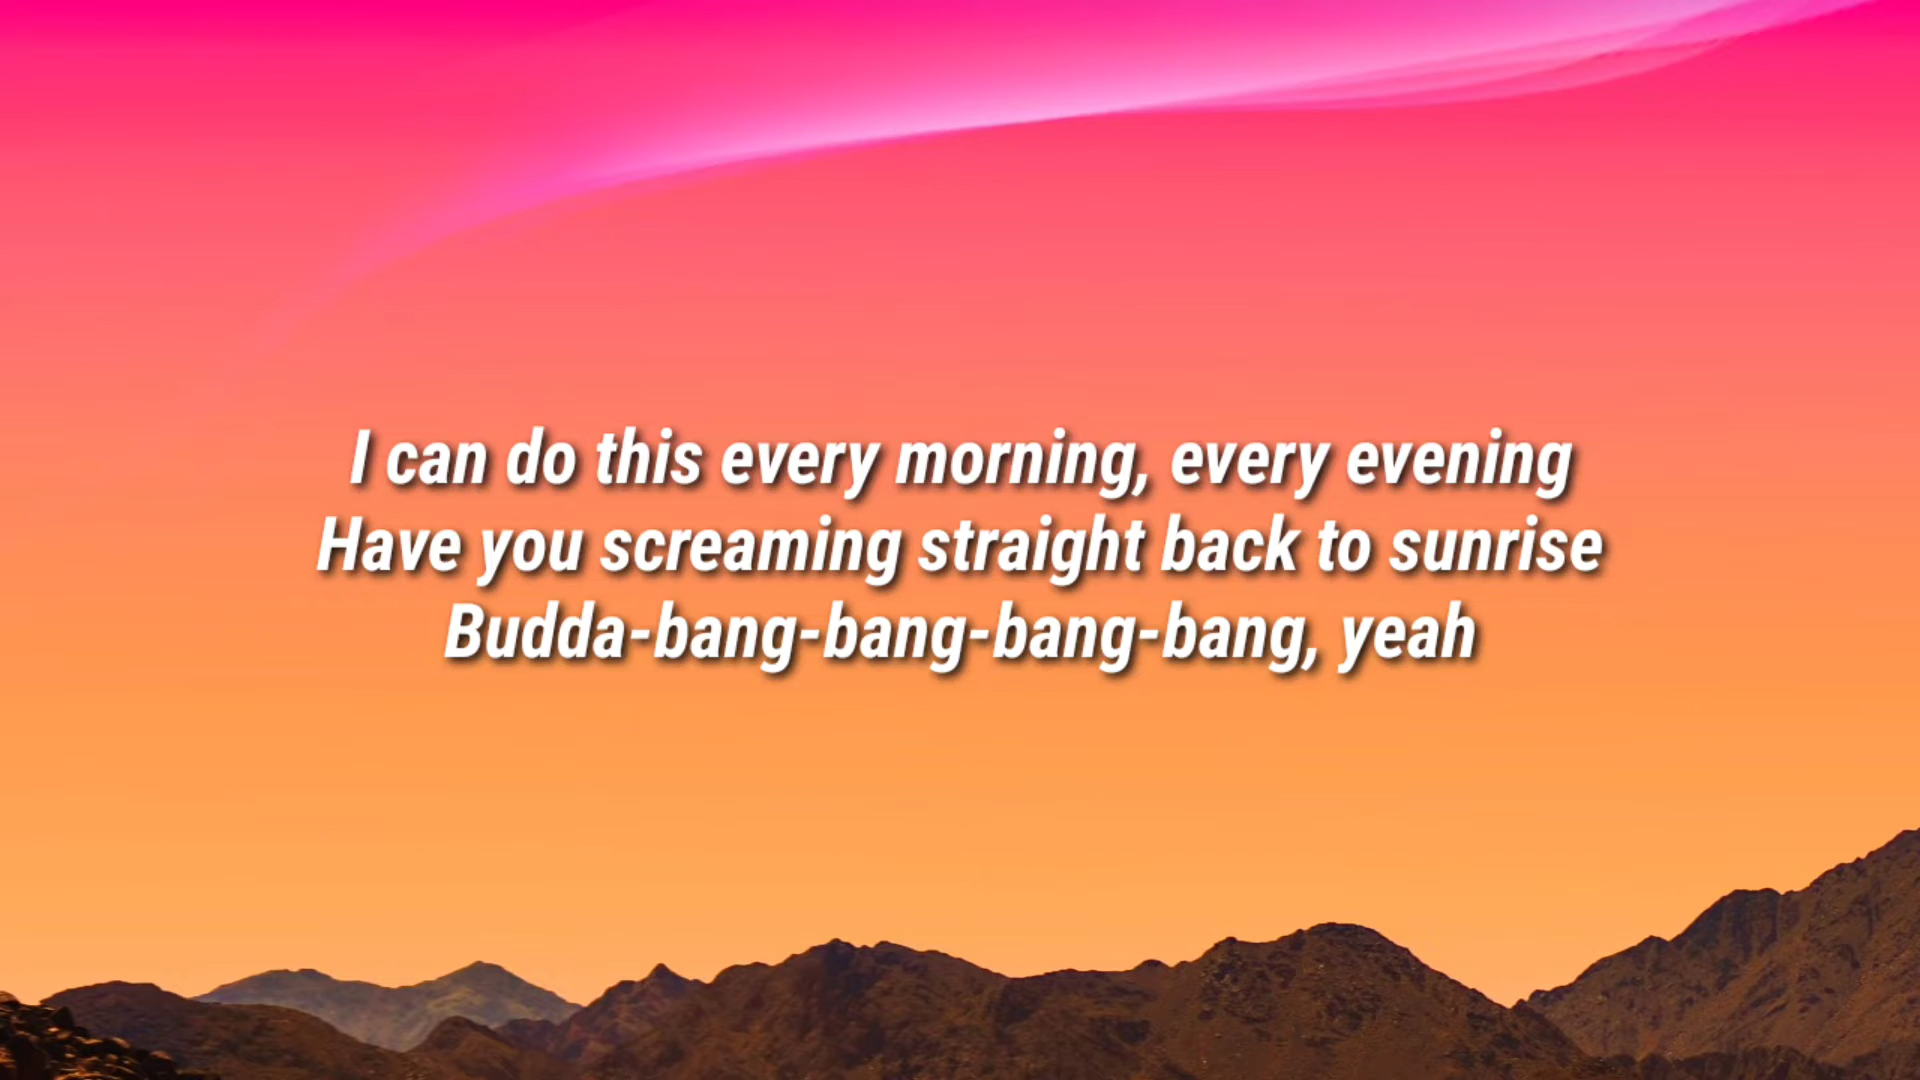 I can do this every morning, every evening
Have you screaming straight back to sunrise
Budda-bang-bang-bang-bang, yeah